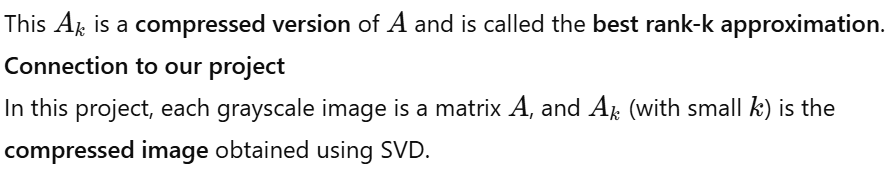 This A_k is a compressed version of A and is called the best rank-k approximation.
Connection to our project
In this project, each grayscale image is a matrix A, and A_k (with small k) is the
compressed image obtained using SVD.